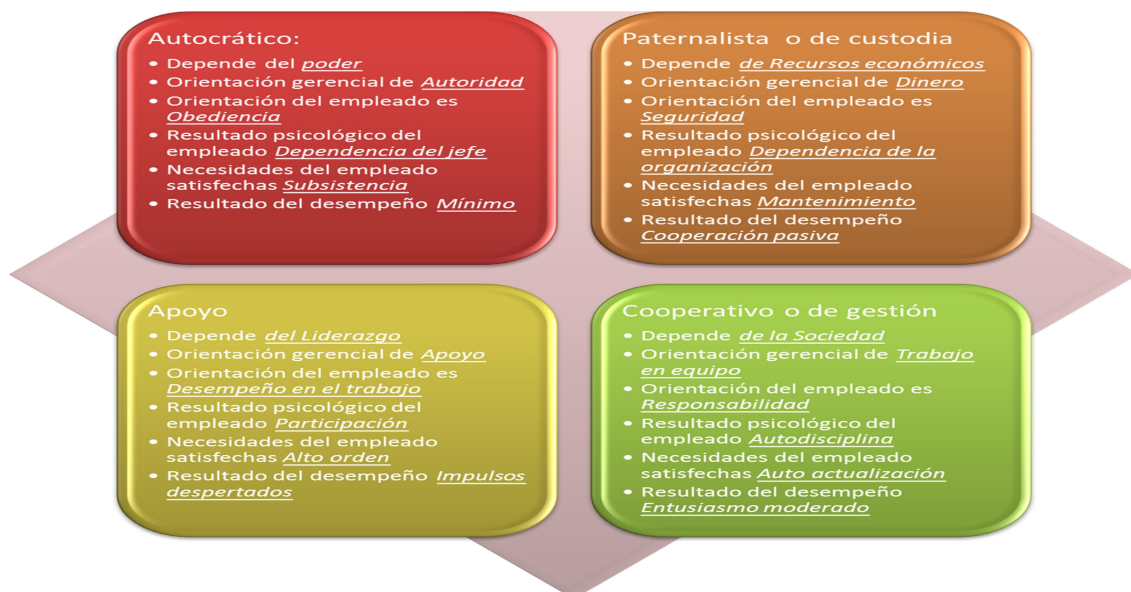 Autocrático:
• Depende del poder
• Orientación gerencial de Autoridad
• Orientación del empleado es
Obediencia
• Resultado psicológico del
empleado Dependencia del jefe
• Necesidades del empleado
satisfechas Subsistencia
• Resultado del desempeño Mínimo
Paternalista o de custodia
• Depende de Recursos económicos
• Orientación gerencial de Dinero
• Orientación del empleado es
Seguridad
• Resultado psicológico del
empleado Dependencia de la
organización
• Necesidades del empleado
satisfechas Mantenimiento
• Resultado del desempeño
Cooperación pasiva
Apoyo
• Depende del Liderazgo
• Orientación gerencial de Apoyo
• Orientación del empleado es
Desempeño en el trabajo
• Resultado psicológico del
empleado Participación
• Necesidades del empleado
satisfechas Alto orden
• Resultado del desempeño Impulsos
despertados
Cooperativo o de gestión
• Depende de la Sociedad
• Orientación gerencial de Trabajo
en equipo
• Orientación del empleado es
Responsabilidad
• Resultado psicológico del
empleado Autodisciplina
• Necesidades del empleado
satisfechas Auto actualización
• Resultado del desempeño
Entusiasmo moderado